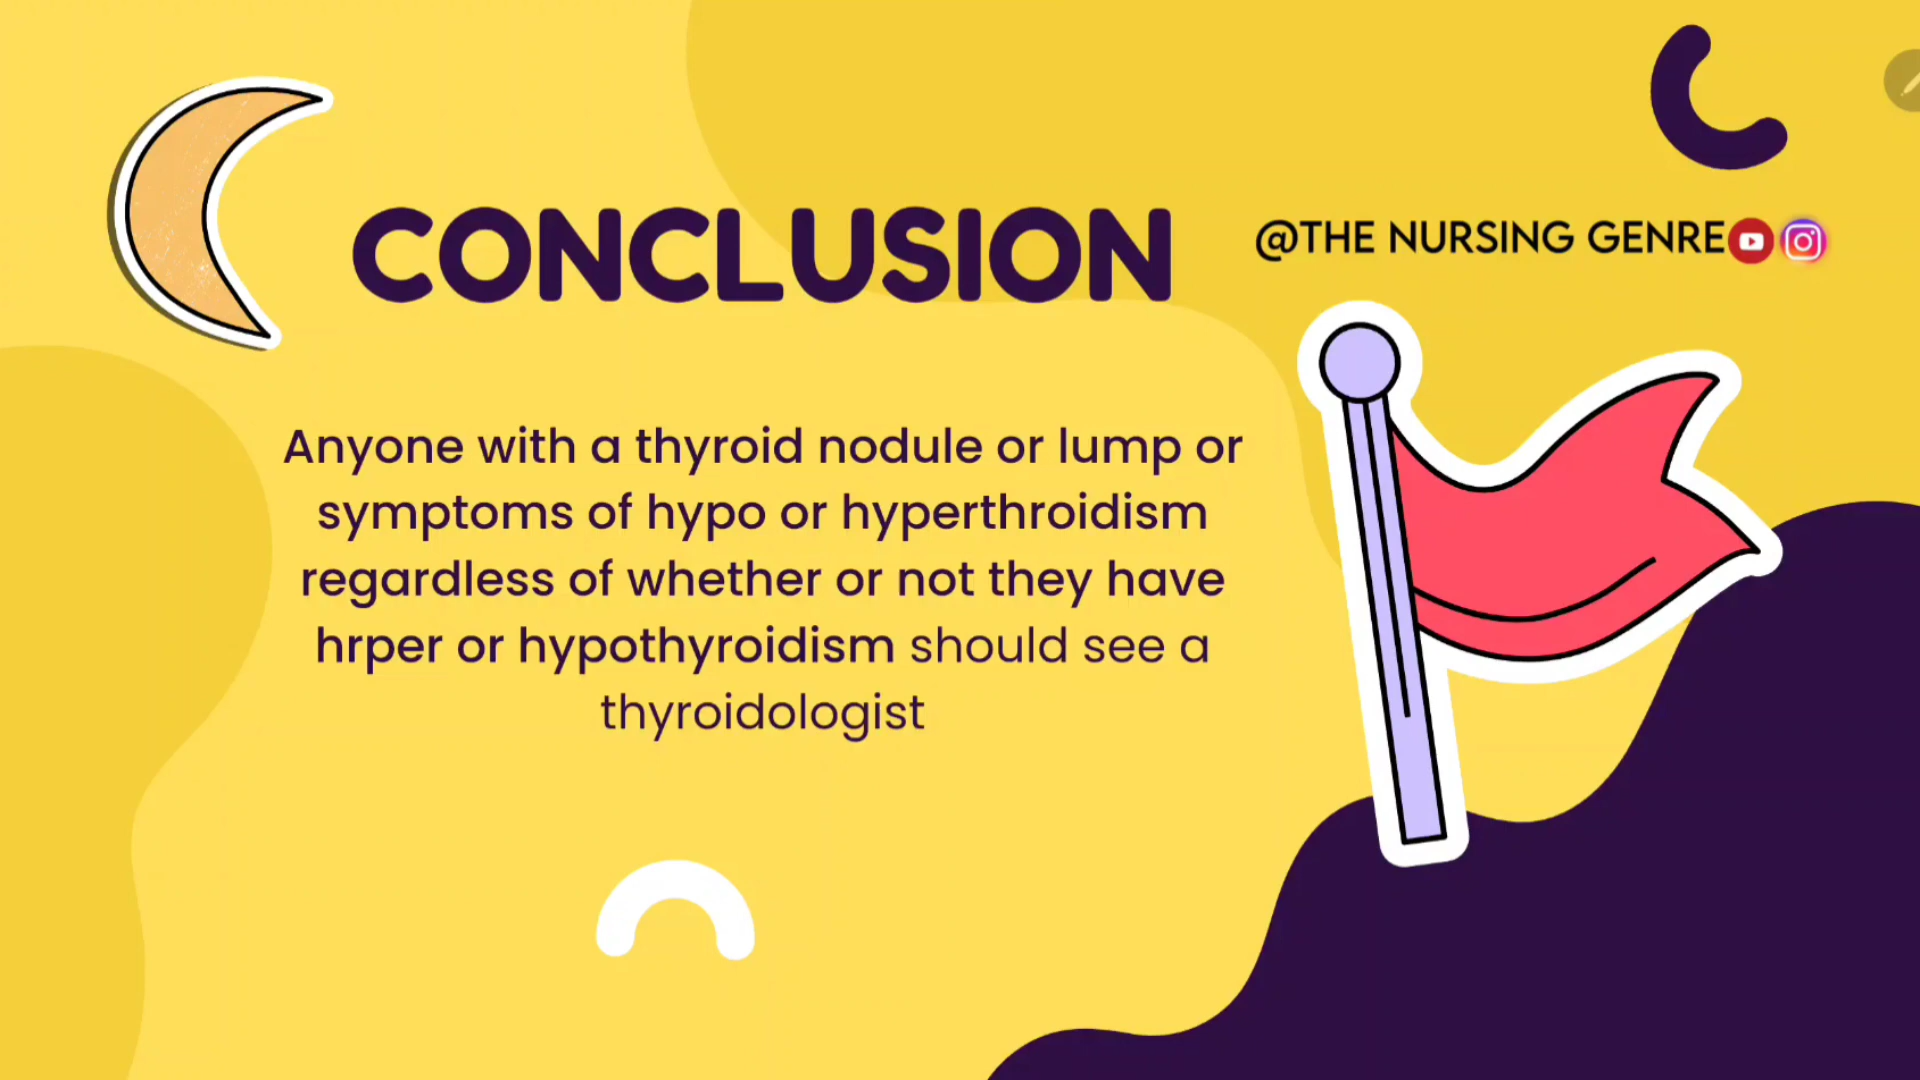 CONCLUSION
@THE NURSING GENRE
Anyone with a thyroid nodule or lump or
symptoms of hypo or hyperthroidism
regardless of whether or not they have
hrper or hypothyroidism should see a
thyroidologist